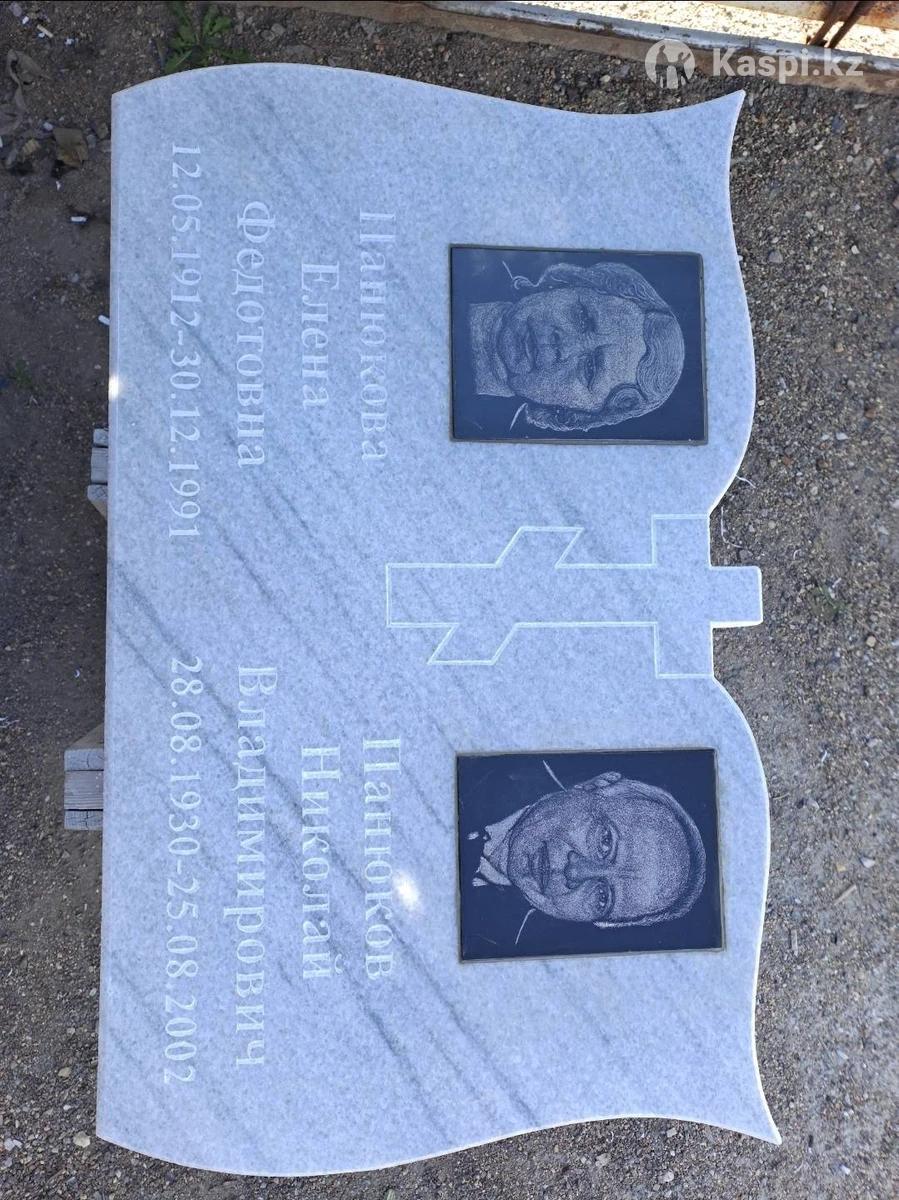 Kaspi.kz
Панюкова
Елена
Федотовна
12.05.1912-30.12.1991
Панюков
Николай
Владимирович
28.08.1930-25.08.2002